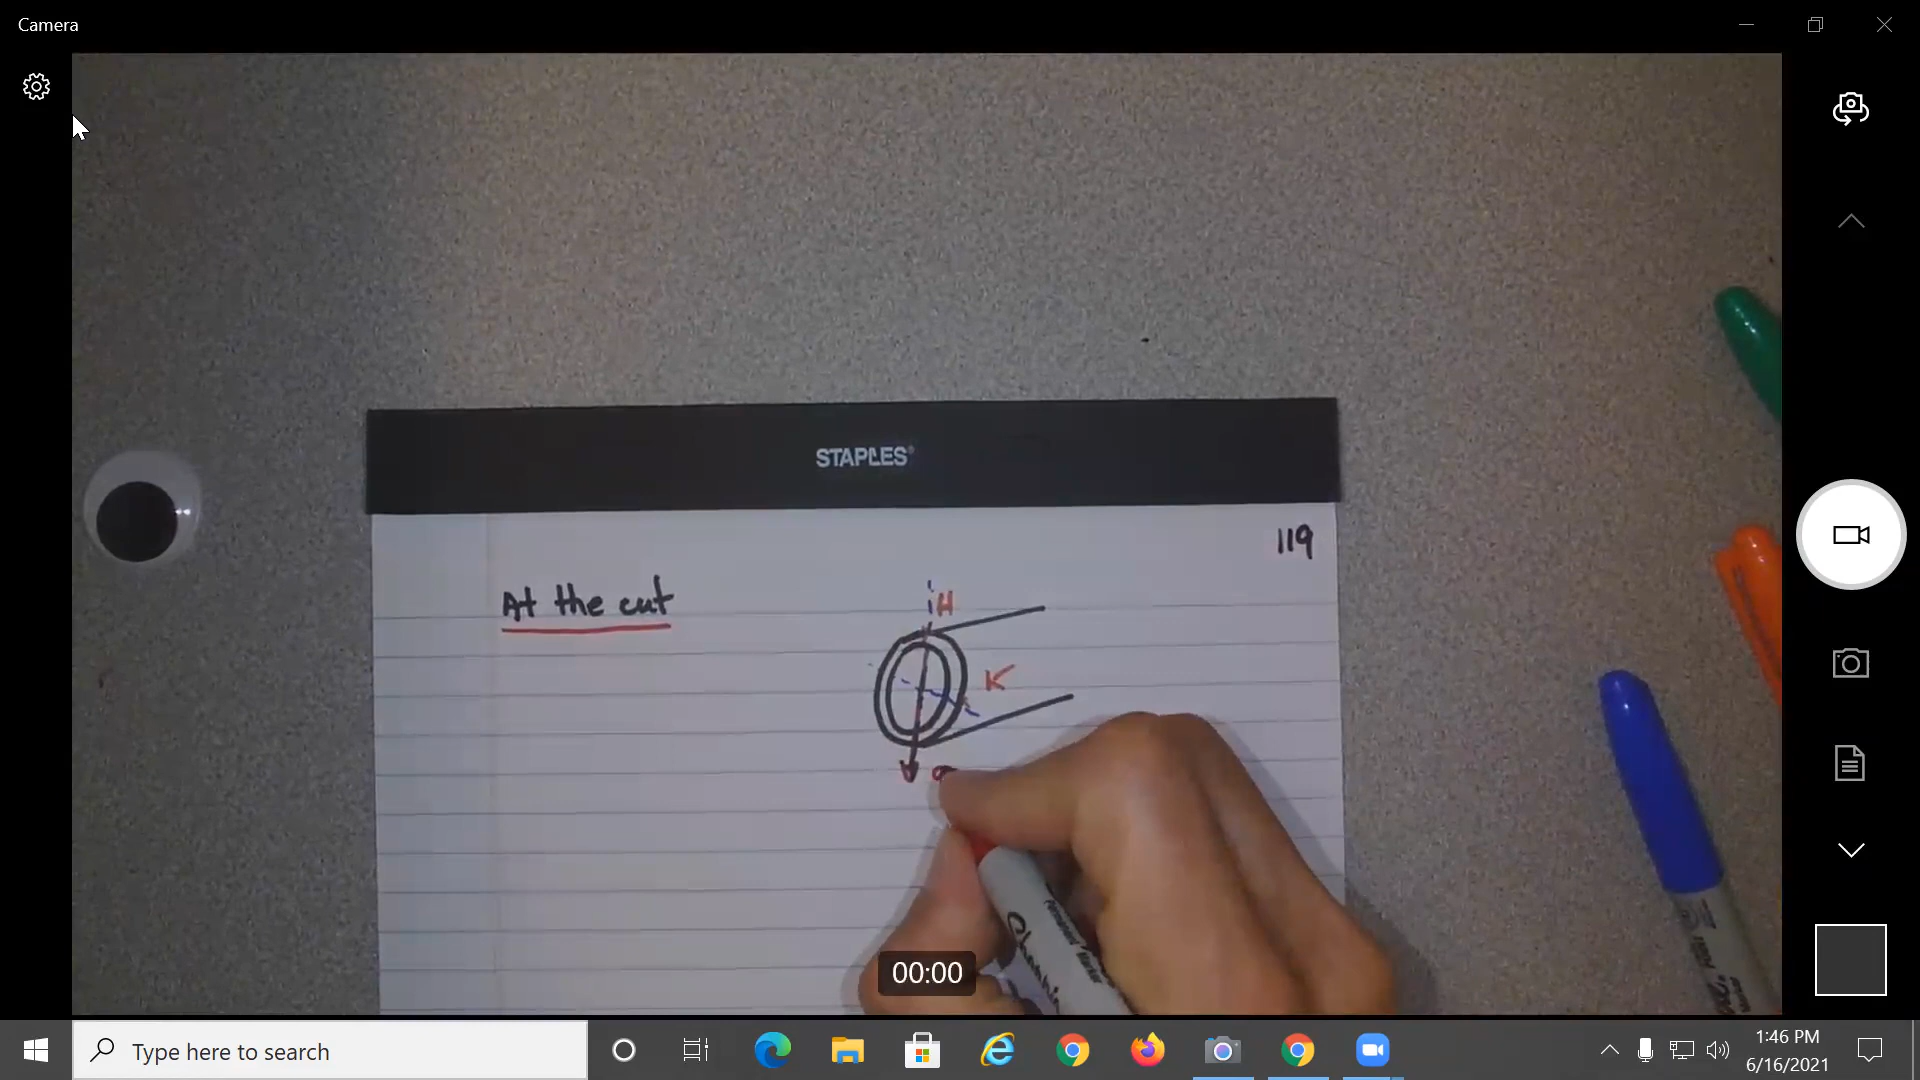 Camera
STAPLES®
119
At the cut
H
K
00:00
Type here to search
1:46 PM
6/16/2021